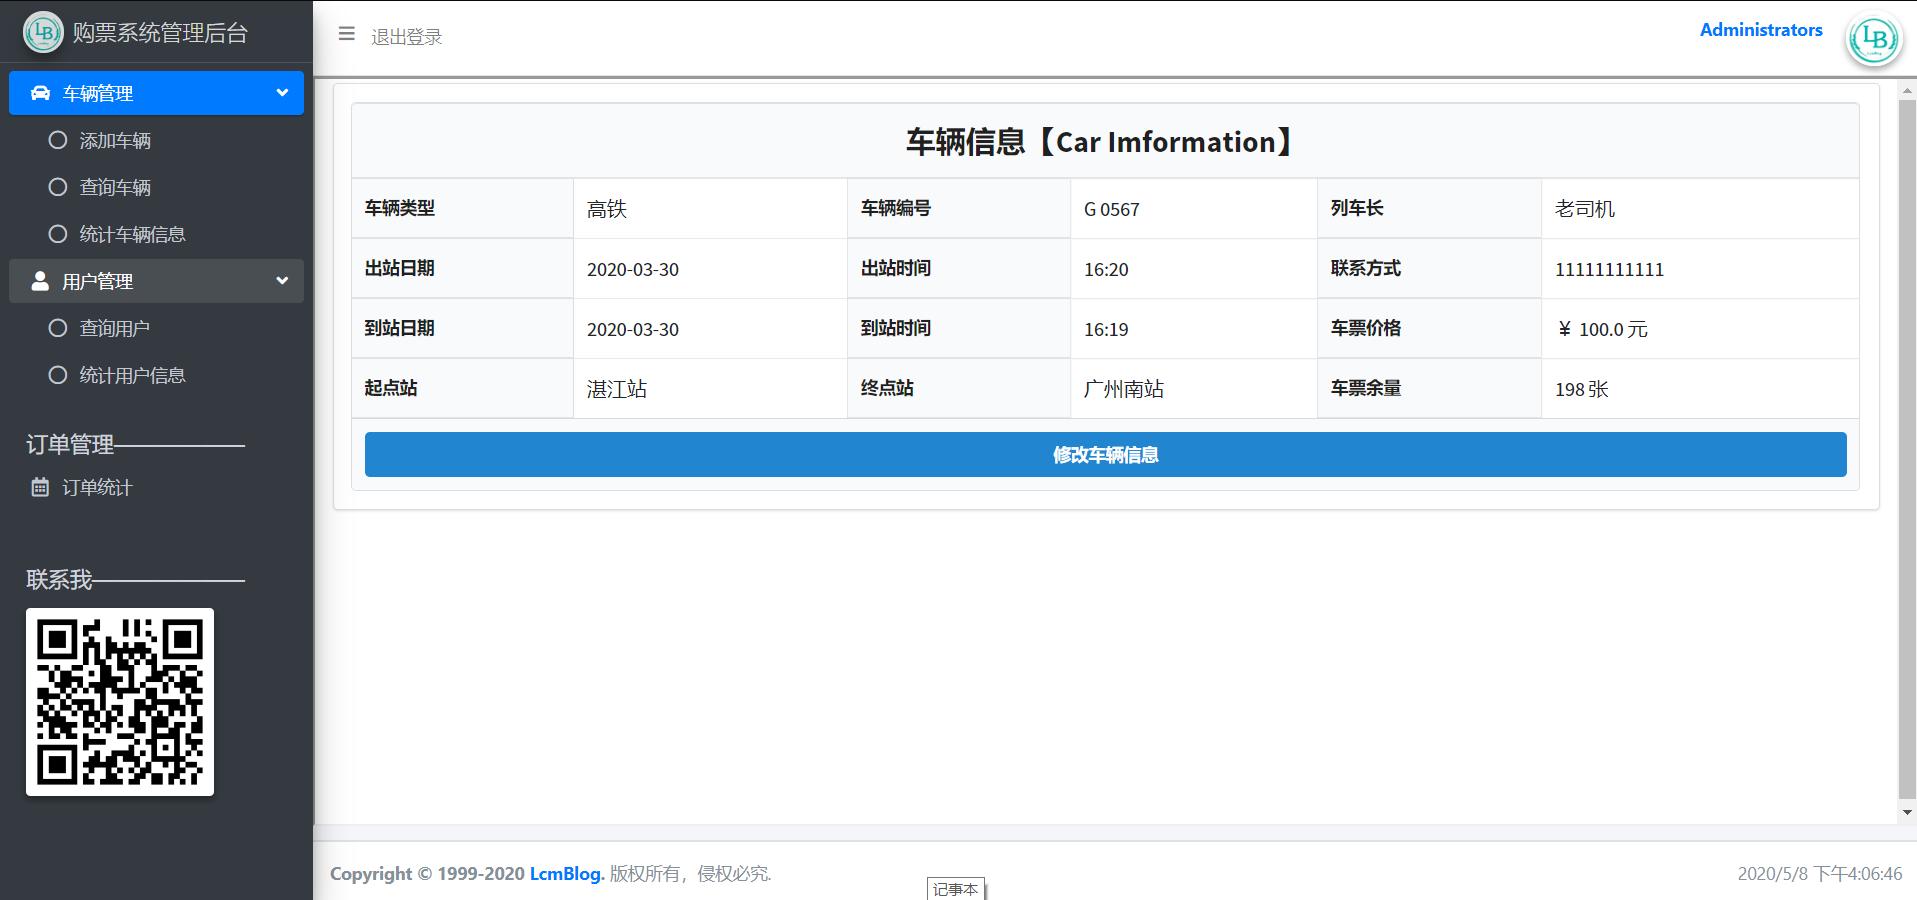 LB 购票系统管理后台
车辆管理
添加车辆
查询车辆
统计车辆信息
用户管理
查询用户
统计用户信息
订单管理——————
订单统计
联系我———————
退出登录
Administrators
LB
车辆信息【Car Imformation】
车辆类型 高铁 车辆编号 G 0567 列车长 老司机
出站日期 2020-03-30 出站时间 16:20 联系方式 11111111111
到站日期 2020-03-30 到站时间 16:19 车票价格 ¥ 100.0 元
起点站 湛江站 终点站 广州南站 车票余量 198 张
修改车辆信息
Copyright © 1999-2020 LcmBlog. 版权所有，侵权必究.
2020/5/8 下午4:06:46
记事本